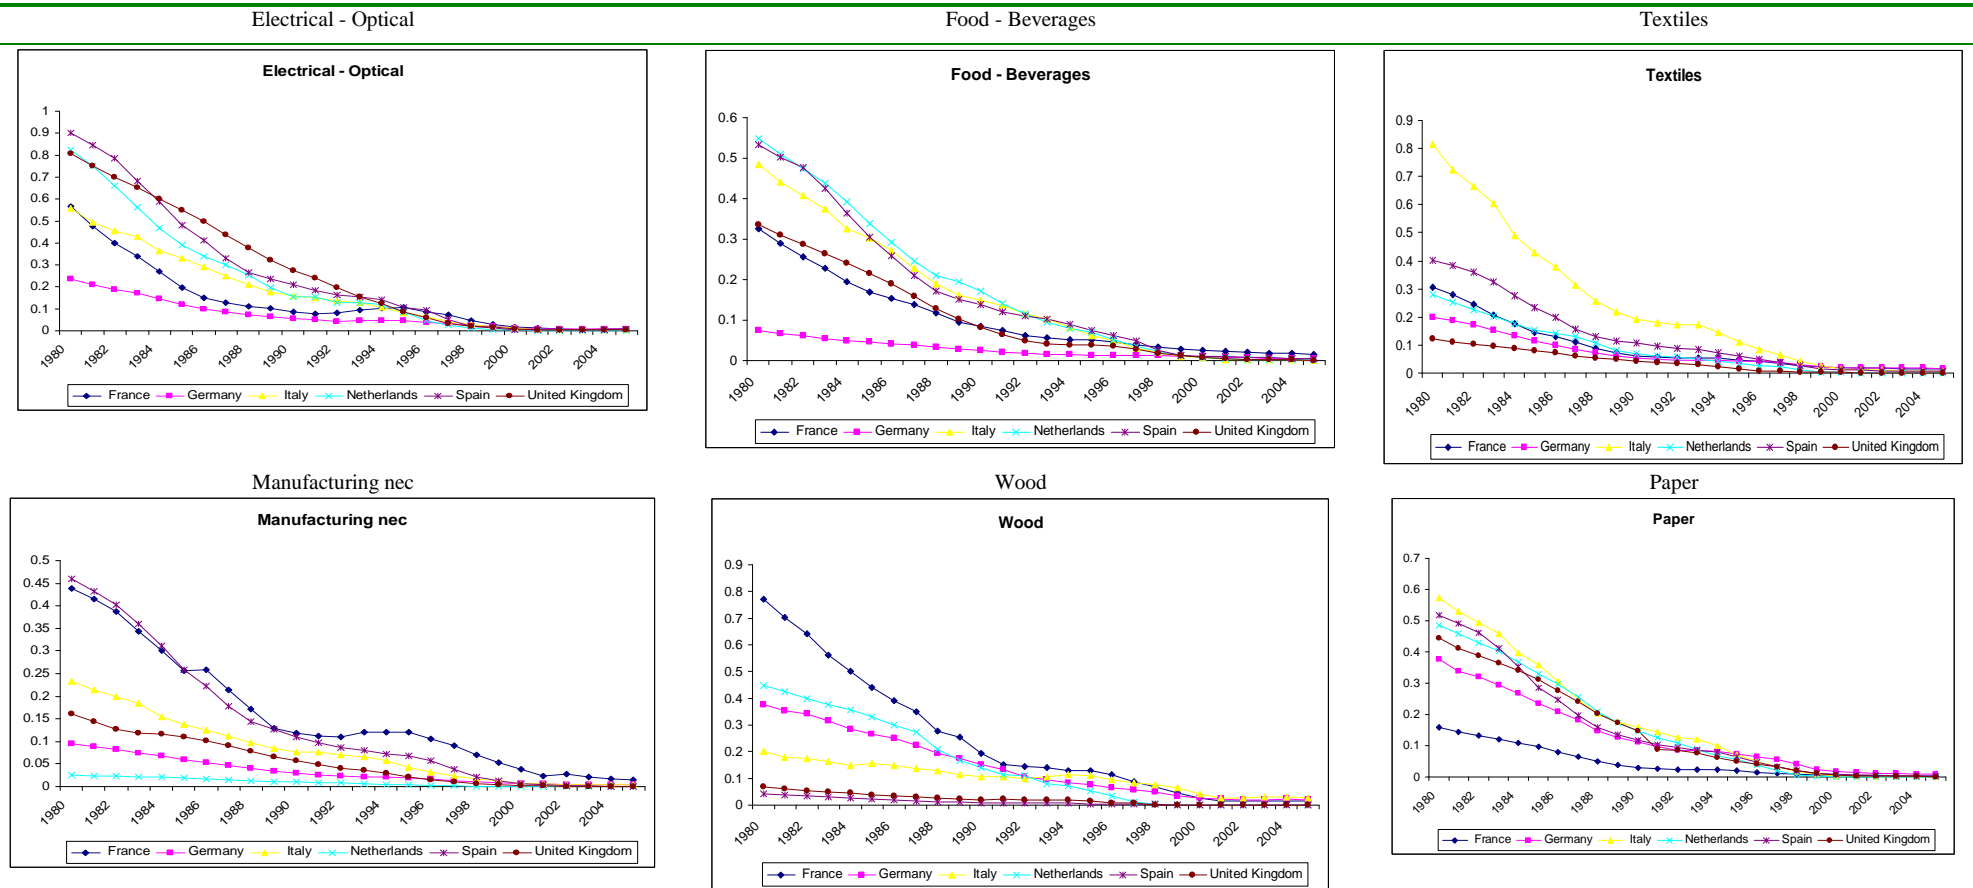 Electrical - Optical Food - Beverages Textiles
Electrical - Optical
1
0.9
0.8
0.7
0.6
0.5
0.4
0.3
0.2
0.1
0
1980 1982 1984 1986 1988 1990 1992 1994 1996 1998 2000 2002 2004
France Germany Italy Netherlands Spain United Kingdom
Food - Beverages
0.6
0.5
0.4
0.3
0.2
0.1
0
1980 1982 1984 1986 1988 1990 1992 1994 1996 1998 2000 2002 2004
France Germany Italy Netherlands Spain United Kingdom
Textiles
0.9
0.8
0.7
0.6
0.5
0.4
0.3
0.2
0.1
0
1980 1982 1984 1986 1988 1990 1992 1994 1996 1998 2000 2002 2004
France Germany Italy Netherlands Spain United Kingdom
Manufacturing nec Wood Paper
Manufacturing nec
0.5
0.45
0.4
0.35
0.3
0.25
0.2
0.15
0.1
0.05
0
1980 1982 1984 1986 1988 1990 1992 1994 1996 1998 2000 2002 2004
France Germany Italy Netherlands Spain United Kingdom
Wood
0.9
0.8
0.7
0.6
0.5
0.4
0.3
0.2
0.1
0
1980 1982 1984 1986 1988 1990 1992 1994 1996 1998 2000 2002 2004
France Germany Italy Netherlands Spain United Kingdom
Paper
0.7
0.6
0.5
0.4
0.3
0.2
0.1
0
1980 1982 1984 1986 1988 1990 1992 1994 1996 1998 2000 2002 2004
France Germany Italy Netherlands Spain United Kingdom